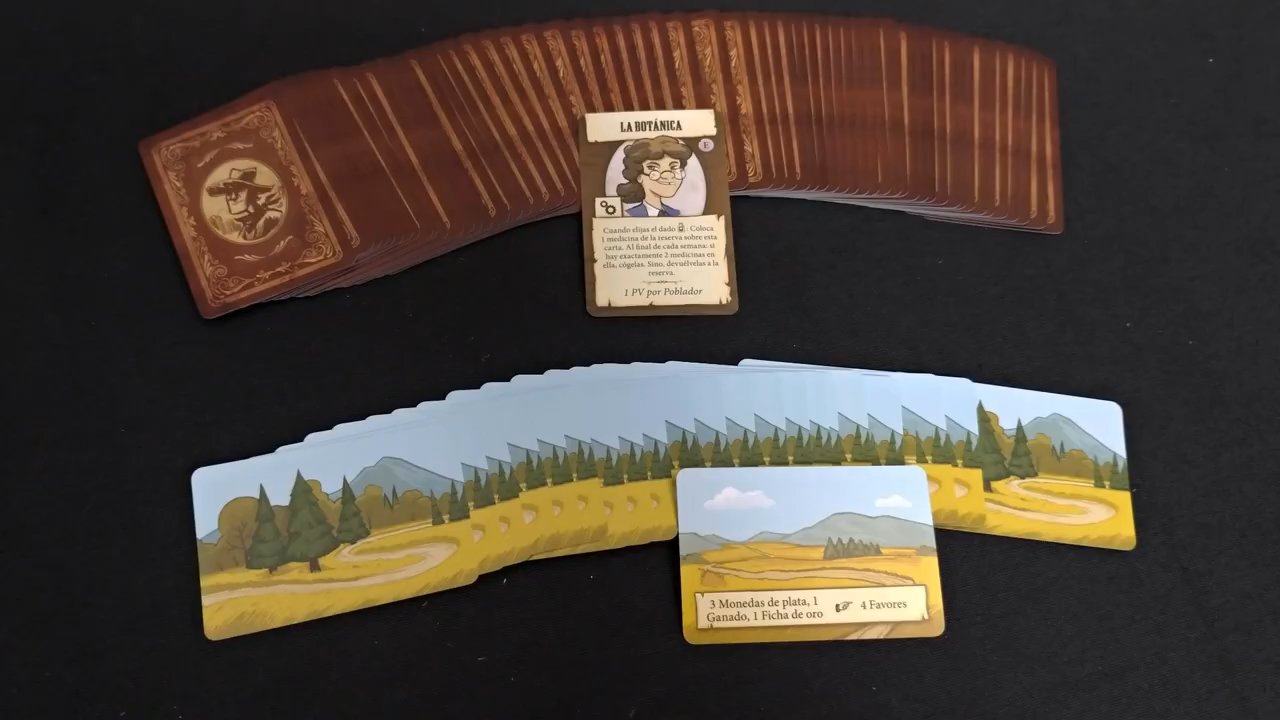 LA BOTÁNICA
E
Cuando elijas el dado : Coloca
1 medicina de la reserva sobre esta
carta. Al final de cada semana: si
hay exactamente 2 medicinas en
ella, cógelas. Sino, devuélvelas a la
reserva.
1 PV por Poblador
3 Monedas de plata, 1
Ganado, 1 Ficha de oro
4 Favores